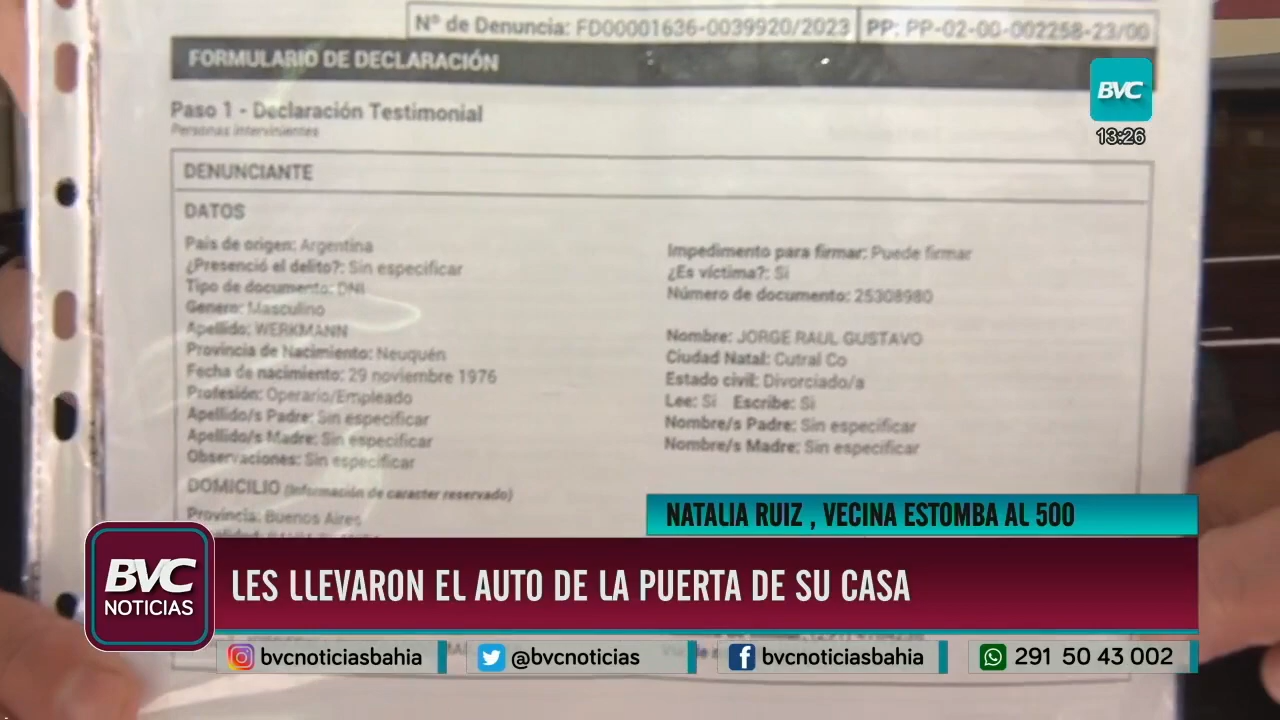 Nº de Denuncia: FD00001636-0039920/2023 PP: PP-02-00-002258-23/00
FORMULARIO DE DECLARACIÓN
BVC
13:26
Paso 1 - Declaración Testimonial
Personas intervinientes
DENUNCIANTE
DATOS
País de origen: Argentina
Impedimento para firmar: Puede firmar
¿Presenció el delito?: Sin especificar
¿Es víctima?: Si
Tipo de documento: DNI
Número de documento: 25308980
Genero: Masculino
Apellido: WERKMANN
Nombre: JORGE RAUL GUSTAVO
Provincia de Nacimiento: Neuquén
Ciudad Natal: Cutral Co
Fecha de nacimiento: 29 noviembre 1976
Estado civil: Divorciado/a
Profesión: Operario/Empleado
Lee: Si Escribe: Si
Apellido/s Padre: Sin especificar
Nombre/s Padre: Sin especificar
Apellido/s Madre: Sin especificar
Nombre/s Madre: Sin especificar
Observaciones: Sin especificar
DOMICILIO (Información de caracter reservado)
Provincia: Buenos Aires
NATALIA RUIZ , VECINA ESTOMBA AL 500
BVC NOTICIAS
LES LLEVARON EL AUTO DE LA PUERTA DE SU CASA
bvcnoticiasbahia @bvcnoticias bvcnoticiasbahia 291 50 43 002